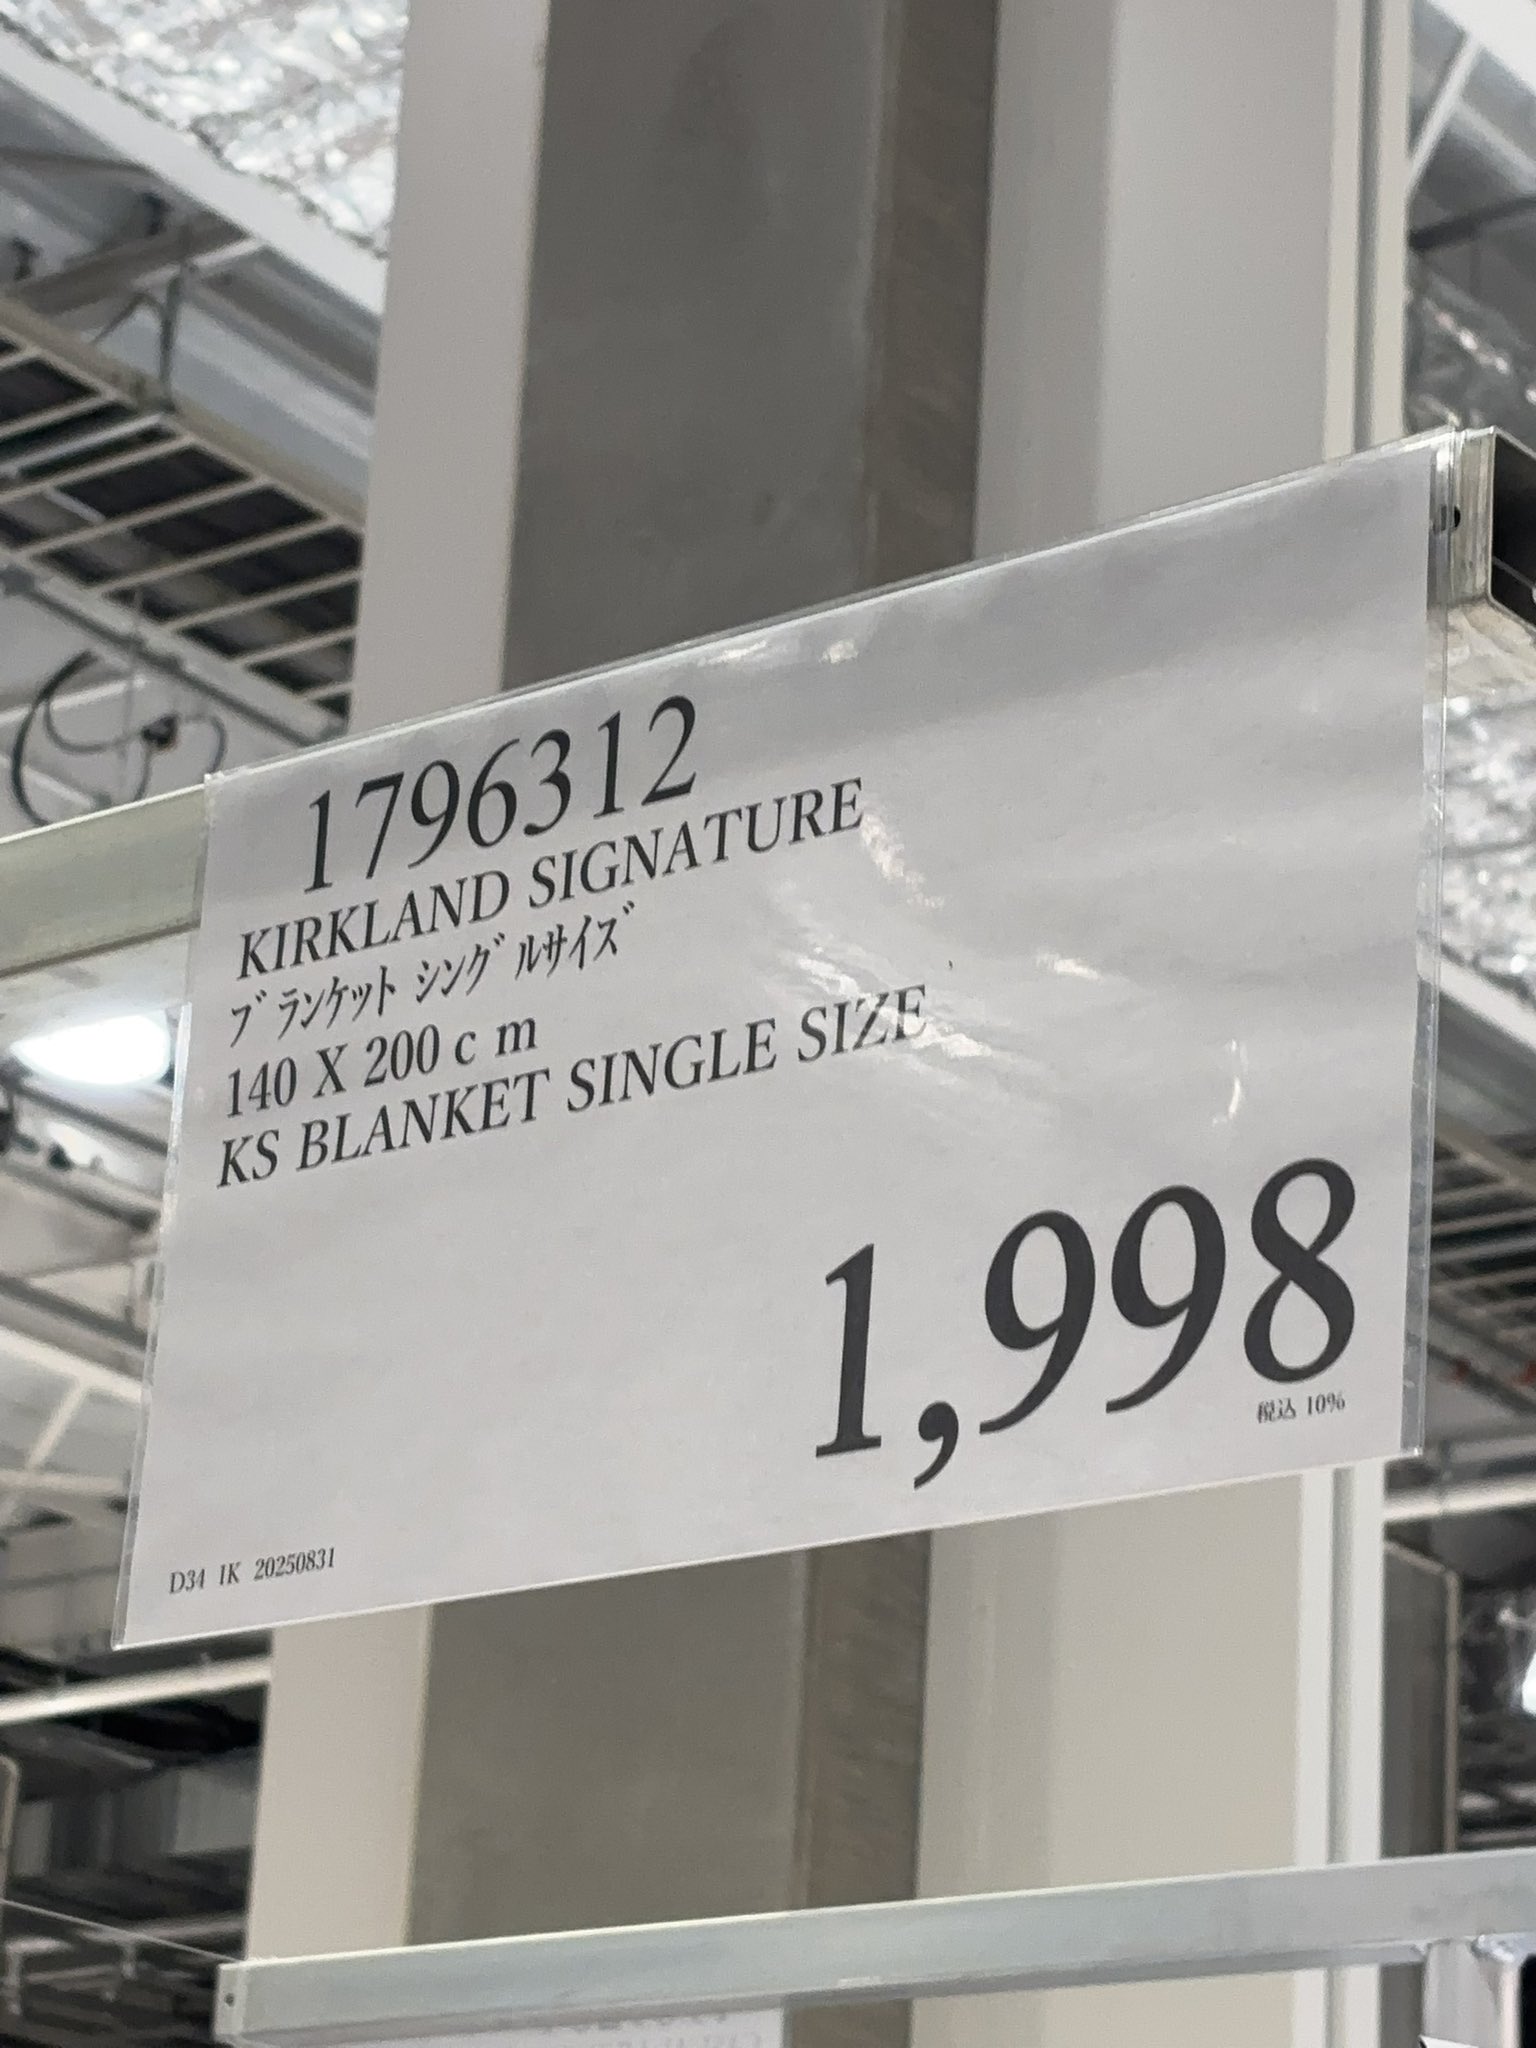 1796312
KIRKLAND SIGNATURE
ブランケット シングルサイズ
140 X 200 c m
KS BLANKET SINGLE SIZE
1,998
税込 10%
D34 1K 20250831